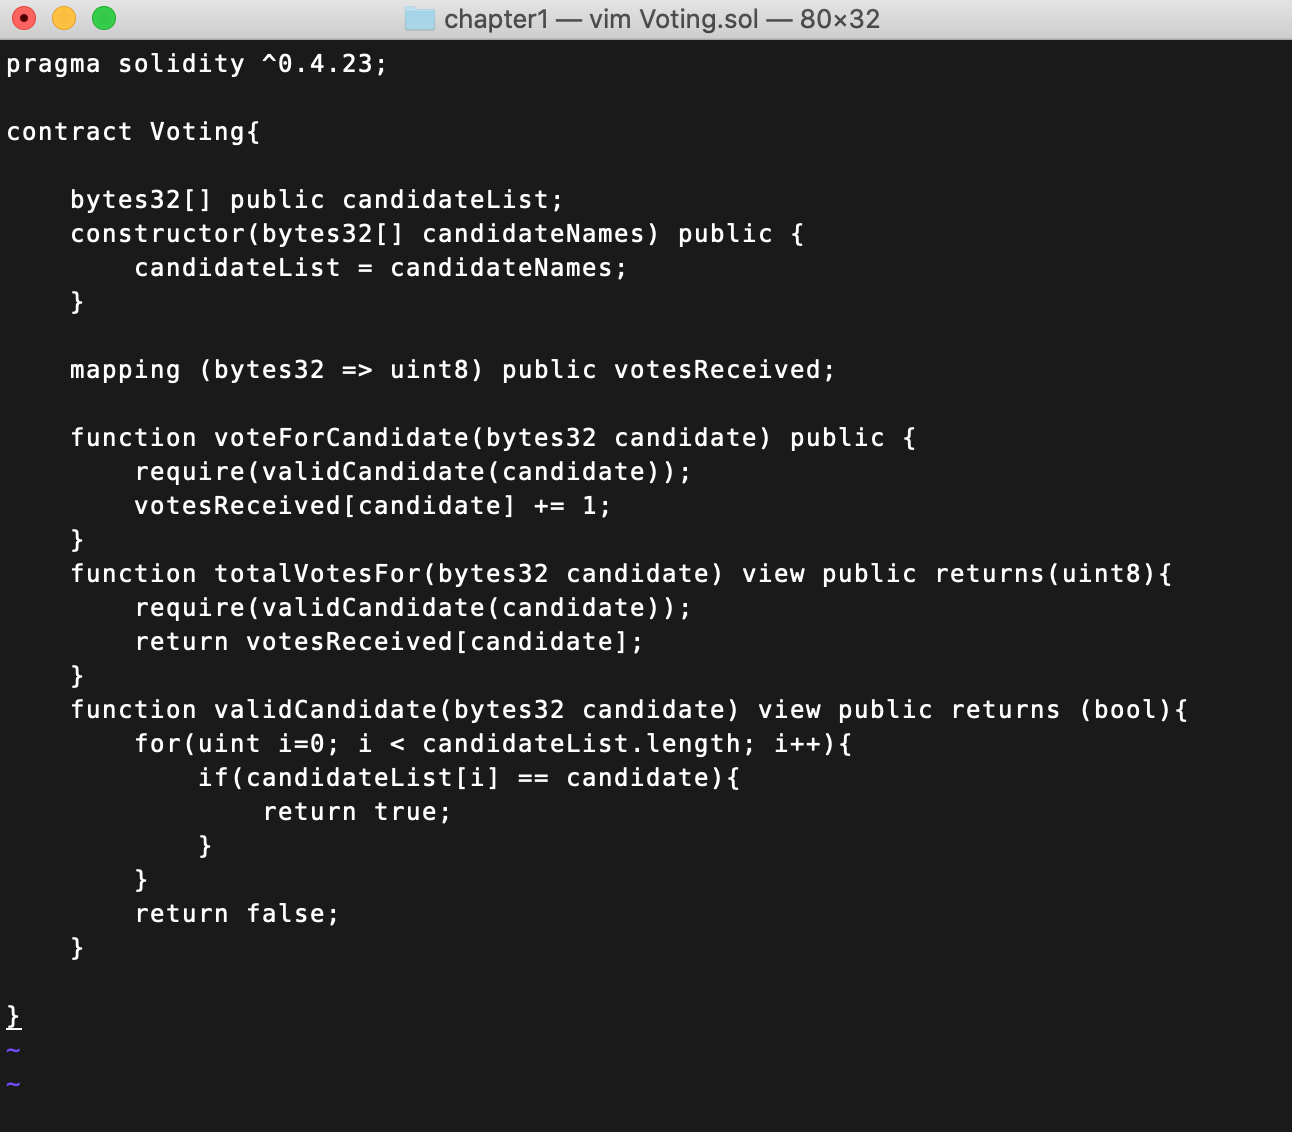 chapter1 — vim Voting.sol — 80×32
pragma solidity ^0.4.23;
contract Voting{
    bytes32[] public candidateList;
    constructor(bytes32[] candidateNames) public {
        candidateList = candidateNames;
    }
    mapping (bytes32 => uint8) public votesReceived;
    function voteForCandidate(bytes32 candidate) public {
        require(validCandidate(candidate));
        votesReceived[candidate] += 1;
    }
    function totalVotesFor(bytes32 candidate) view public returns(uint8){
        require(validCandidate(candidate));
        return votesReceived[candidate];
    }
    function validCandidate(bytes32 candidate) view public returns (bool){
        for(uint i=0; i < candidateList.length; i++){
            if(candidateList[i] == candidate){
                return true;
            }
        }
        return false;
    }
}
~
~